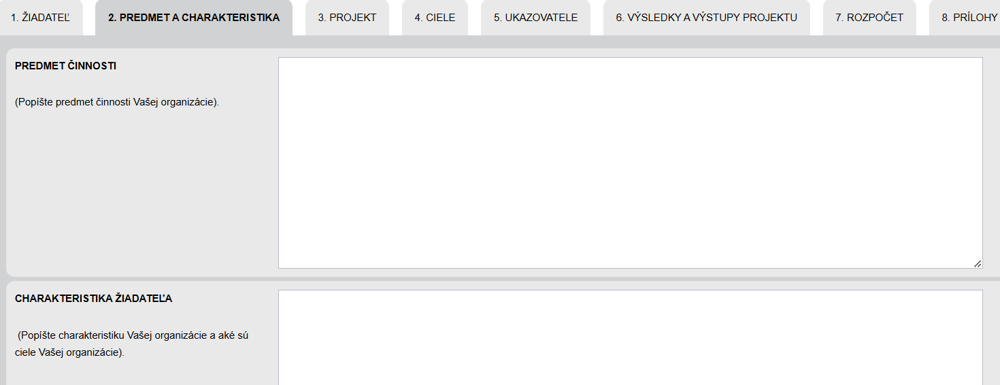 1. ŽIADATEĽ 2. PREDMET A CHARAKTERISTIKA 3. PROJEKT 4. CIELE 5. UKAZOVATELE 6. VÝSLEDKY A VÝSTUPY PROJEKTU 7. ROZPOČET 8. PRÍLOHY
PREDMET ČINNOSTI
(Popíšte predmet činnosti Vašej organizácie).
CHARAKTERISTIKA ŽIADATEĽA
(Popíšte charakteristiku Vašej organizácie a aké sú
ciele Vašej organizácie).